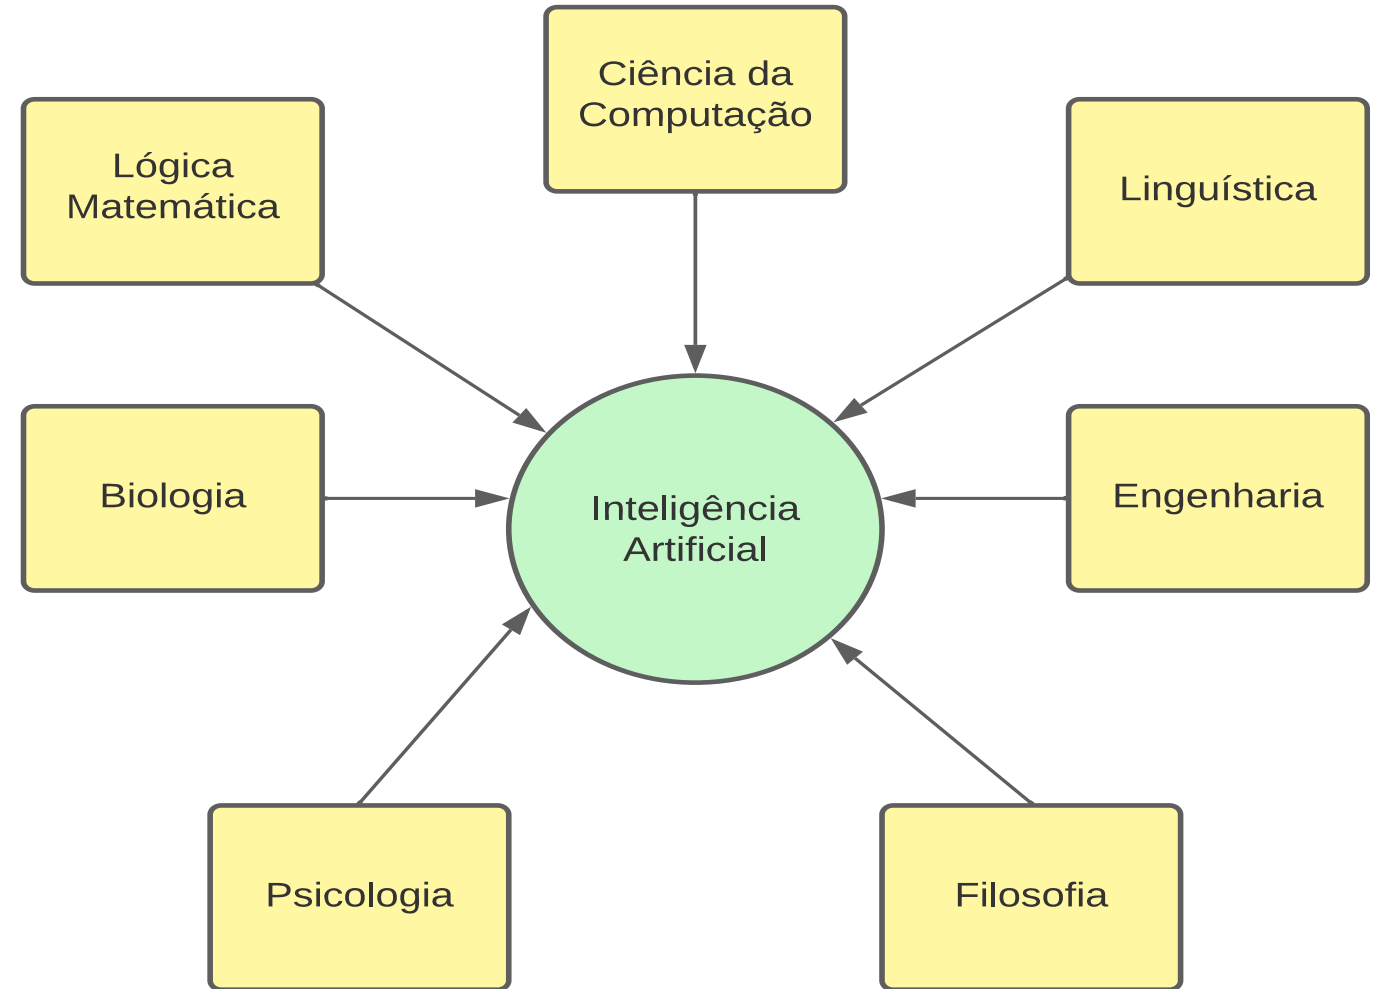 Ciência da
Computação
Lógica
Matemática
Linguística
Biologia
Inteligência
Artificial
Engenharia
Psicologia
Filosofia